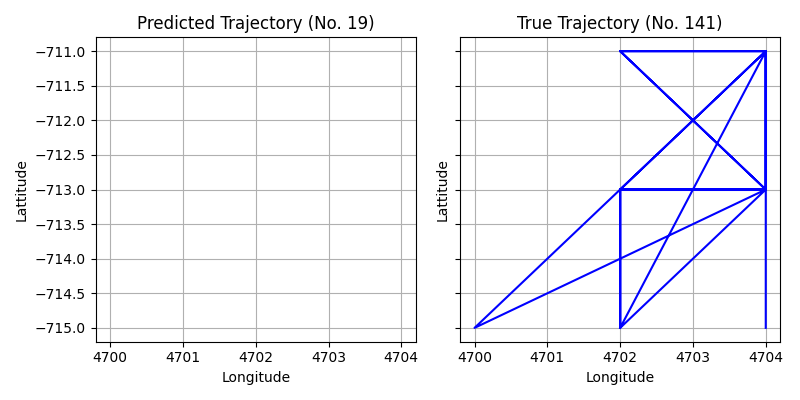 Predicted Trajectory (No. 19)
True Trajectory (No. 141)
Lattitude
−711.0
−711.5
−712.0
−712.5
−713.0
−713.5
−714.0
−714.5
−715.0
4700 4701 4702 4703 4704
Longitude
Lattitude
4700 4701 4702 4703 4704
Longitude